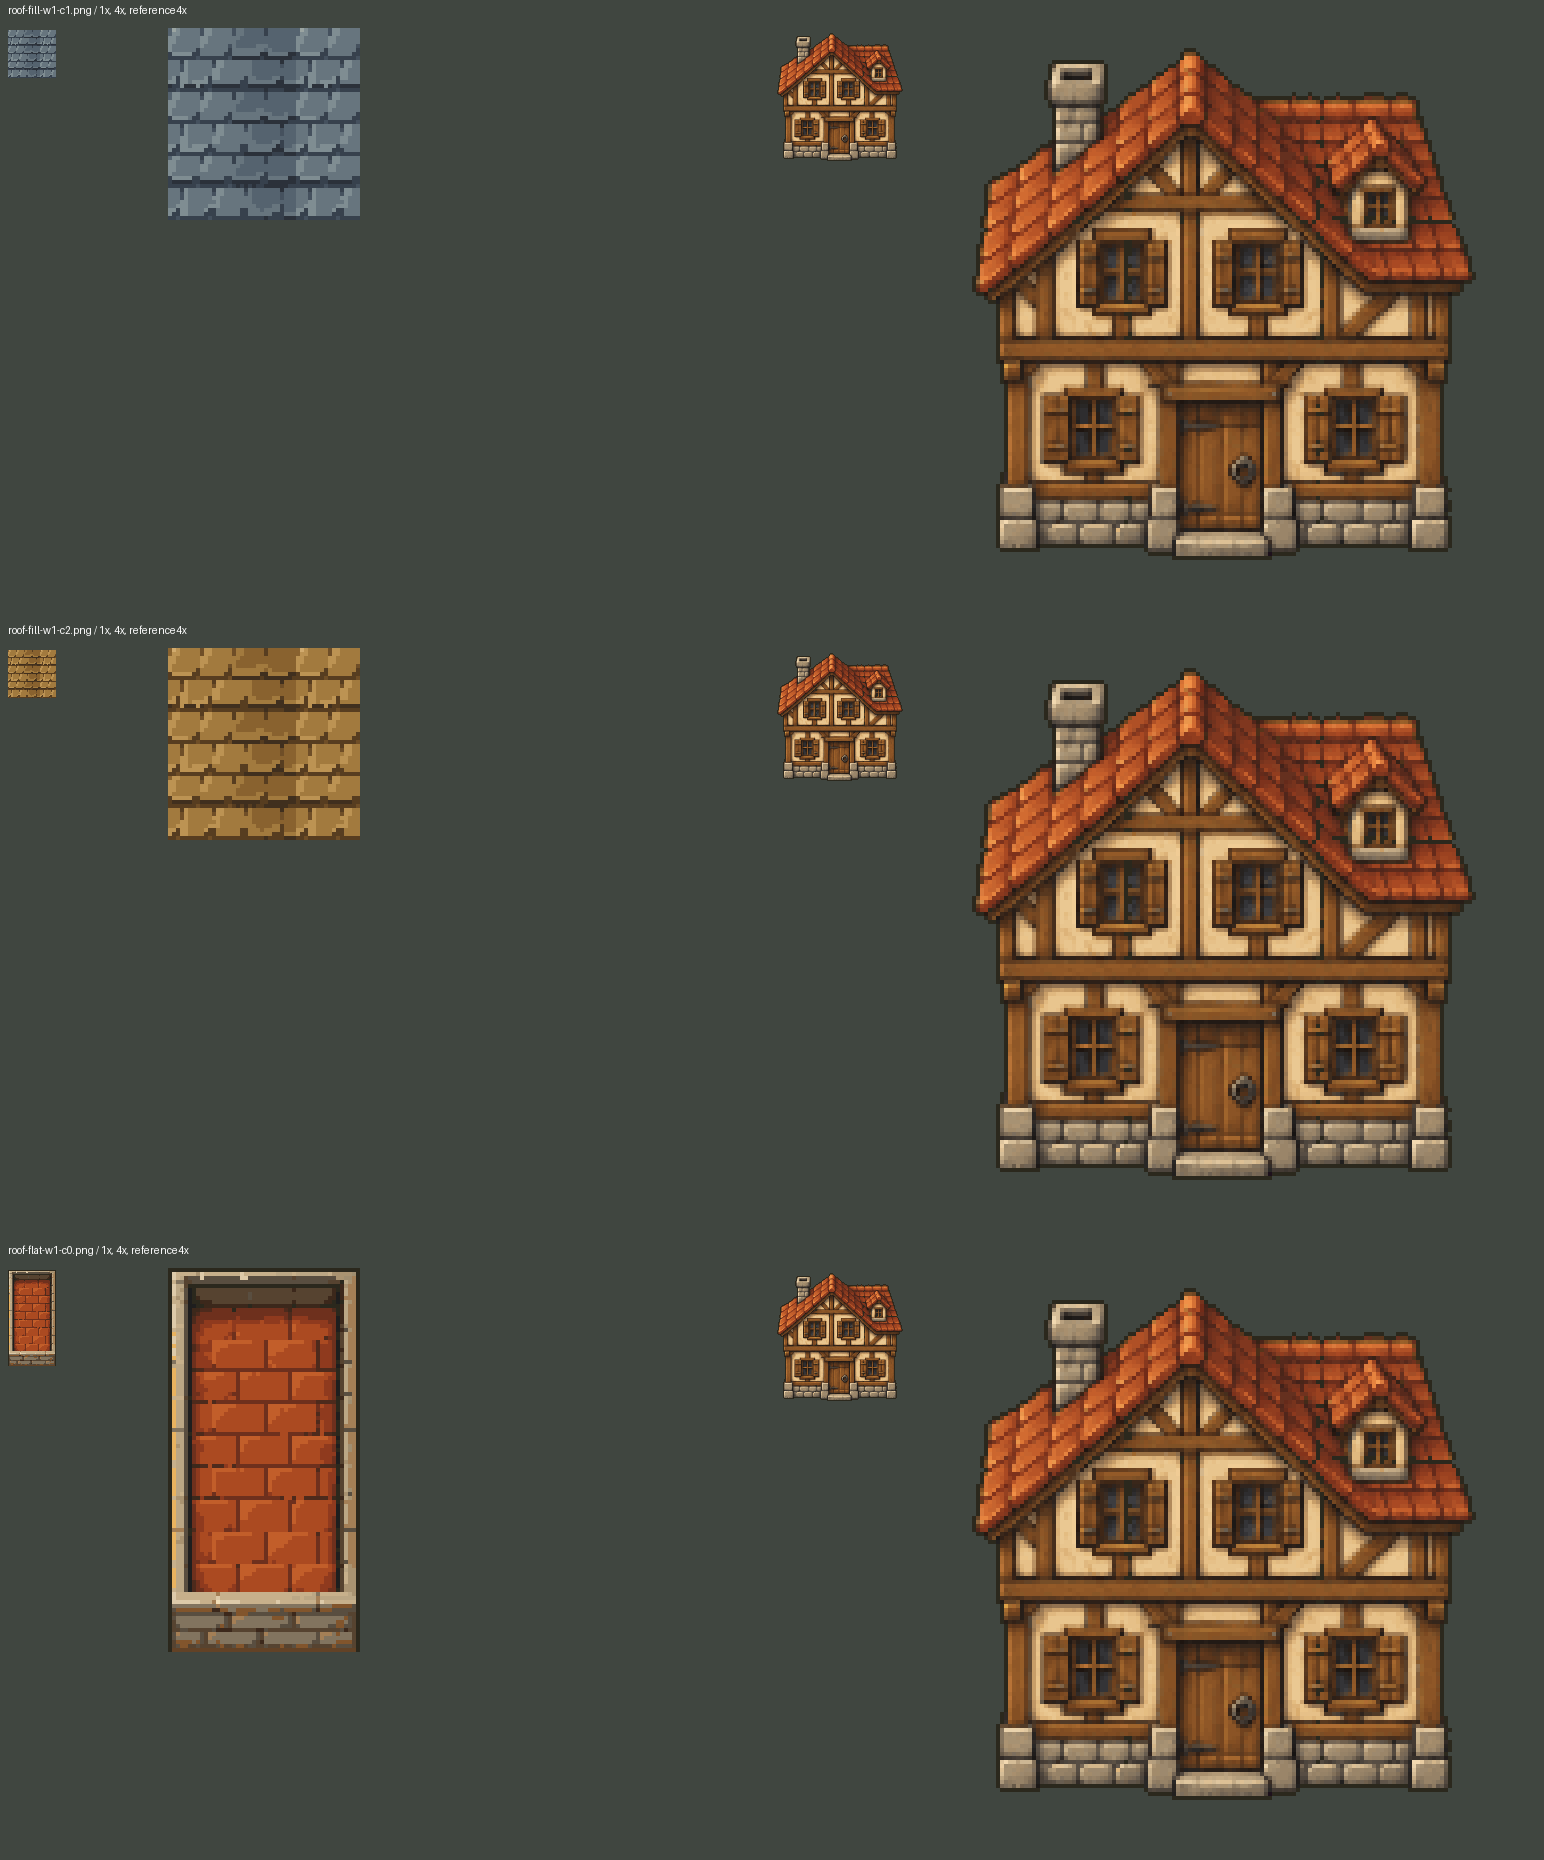 roof-fill-w1-c1.png / 1x, 4x, reference4x
roof-fill-w1-c2.png / 1x, 4x, reference4x
roof-flat-w1-c0.png / 1x, 4x, reference4x